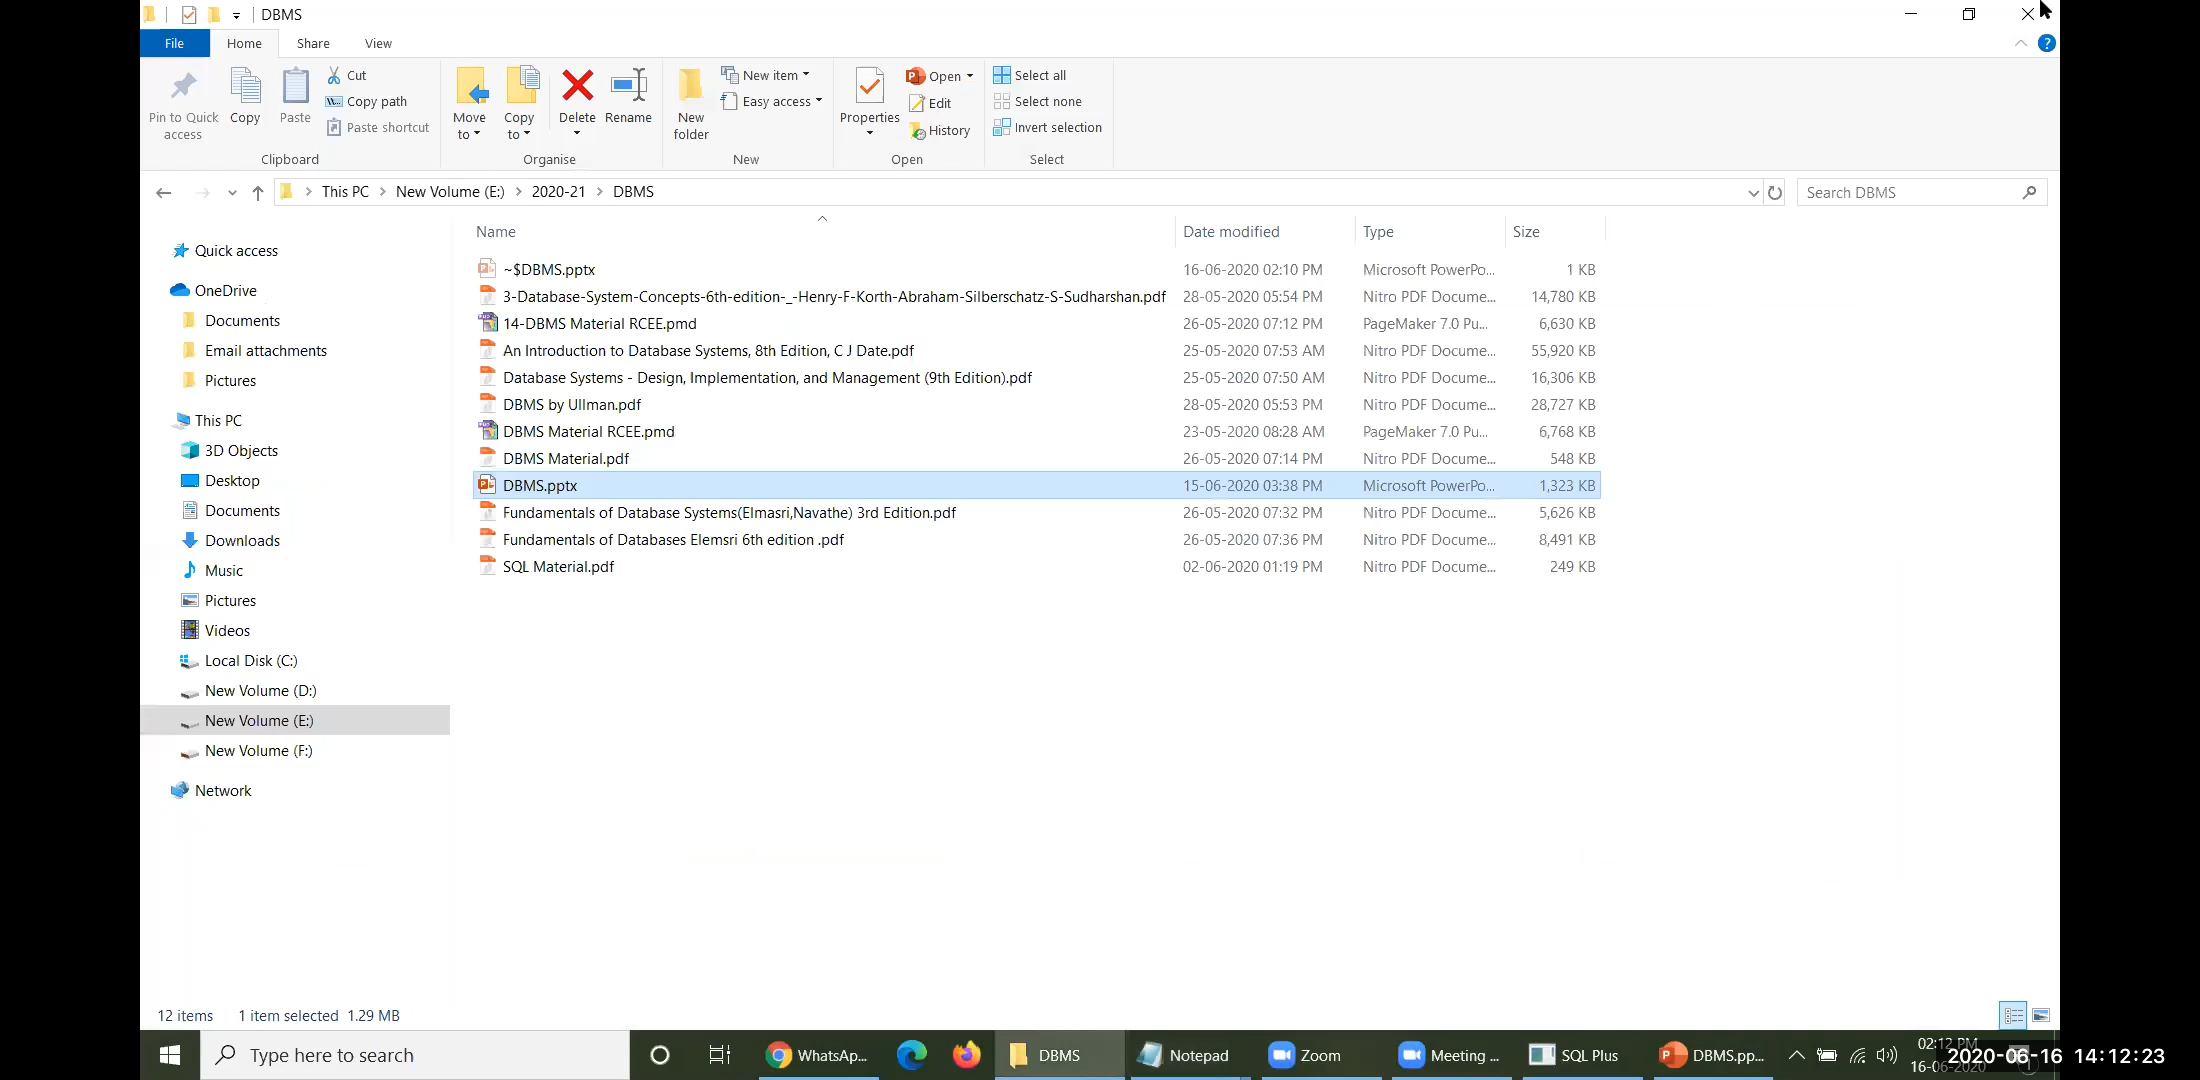 DBMS
File Home Share View
Pin to Quick access
Copy
Paste
Cut
Copy path
Paste shortcut
Clipboard
Move to
Copy to
Delete
Rename
Organise
New folder
New item
Easy access
New
Properties
Open
Edit
History
Open
Select all
Select none
Invert selection
Select
This PC > New Volume (E:) > 2020-21 > DBMS
Search DBMS
Quick access
OneDrive
Documents
Email attachments
Pictures
This PC
3D Objects
Desktop
Documents
Downloads
Music
Pictures
Videos
Local Disk (C:)
New Volume (D:)
New Volume (E:)
New Volume (F:)
Network
Name Date modified Type Size
~$DBMS.pptx 16-06-2020 02:10 PM Microsoft PowerPo... 1 KB
3-Database-System-Concepts-6th-edition-_-Henry-F-Korth-Abraham-Silberschatz-S-Sudharshan.pdf 28-05-2020 05:54 PM Nitro PDF Docume... 14,780 KB
14-DBMS Material RCEE.pmd 26-05-2020 07:12 PM PageMaker 7.0 Pu... 6,630 KB
An Introduction to Database Systems, 8th Edition, C J Date.pdf 25-05-2020 07:53 AM Nitro PDF Docume... 55,920 KB
Database Systems - Design, Implementation, and Management (9th Edition).pdf 25-05-2020 07:50 AM Nitro PDF Docume... 16,306 KB
DBMS by Ullman.pdf 28-05-2020 05:53 PM Nitro PDF Docume... 28,727 KB
DBMS Material RCEE.pmd 23-05-2020 08:28 AM PageMaker 7.0 Pu... 6,768 KB
DBMS Material.pdf 26-05-2020 07:14 PM Nitro PDF Docume... 548 KB
DBMS.pptx 15-06-2020 03:38 PM Microsoft PowerPo... 1,323 KB
Fundamentals of Database Systems(Elmasri,Navathe) 3rd Edition.pdf 26-05-2020 07:32 PM Nitro PDF Docume... 5,626 KB
Fundamentals of Databases Elemsri 6th edition .pdf 26-05-2020 07:36 PM Nitro PDF Docume... 8,491 KB
SQL Material.pdf 02-06-2020 01:19 PM Nitro PDF Docume... 249 KB
12 items 1 item selected 1.29 MB
Type here to search
WhatsAp... DBMS Notepad Zoom Meeting ... SQL Plus DBMS.pp...
02:12 PM
16-06-2020
2020-06-16 14:12:23